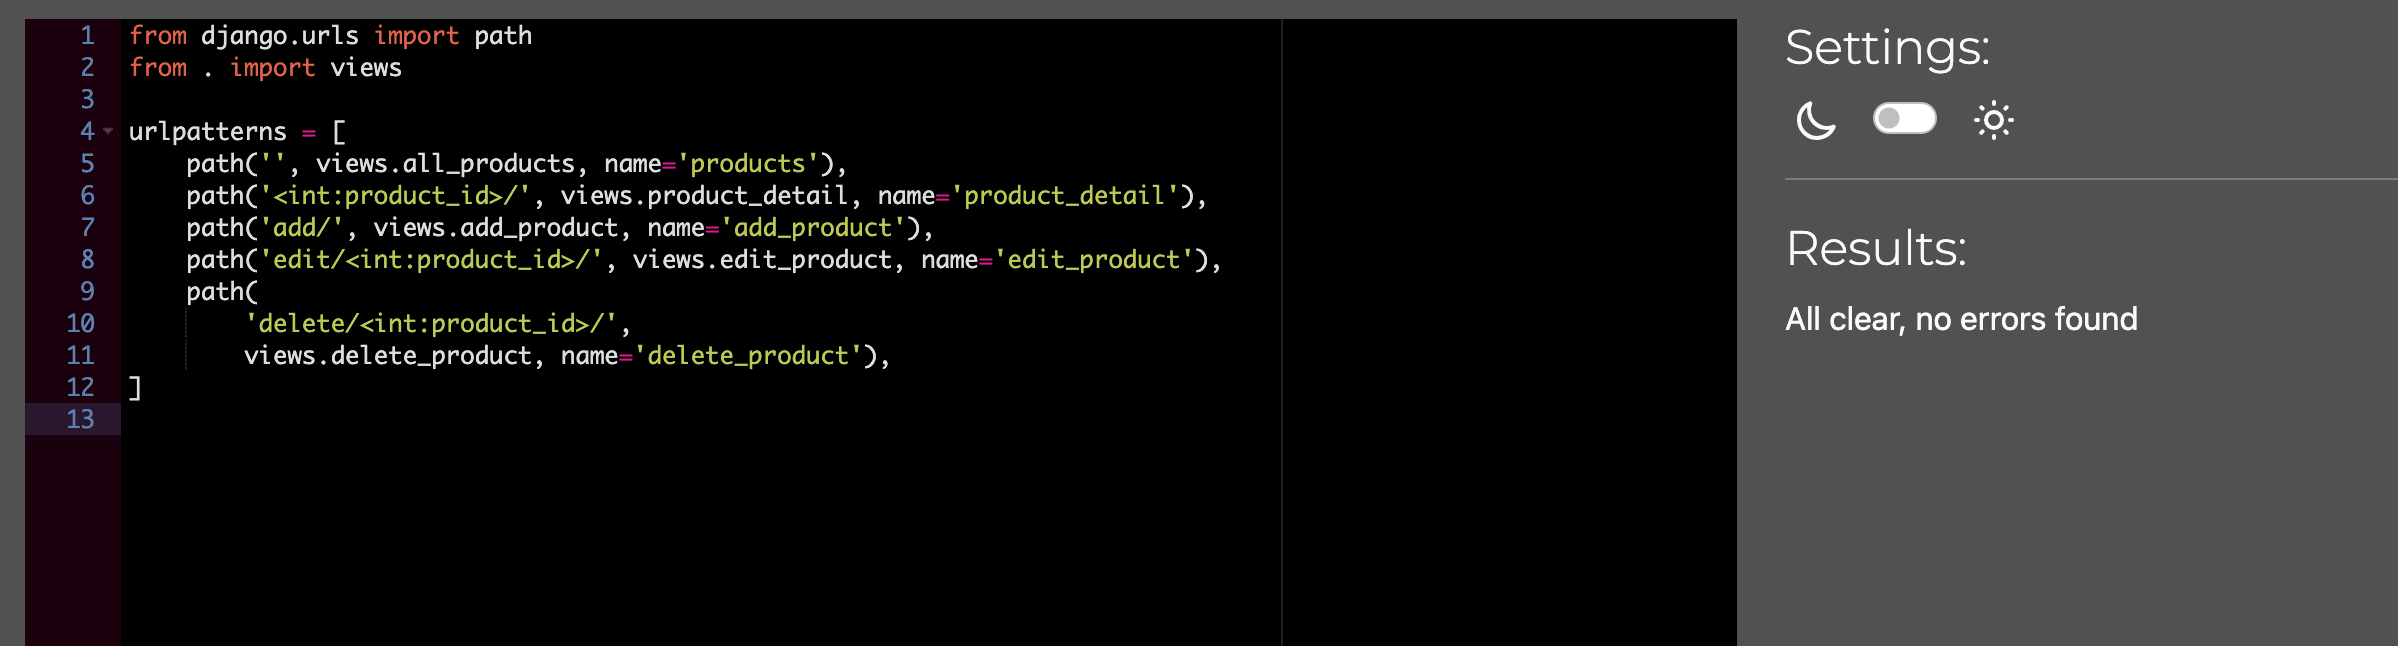 1 from django.urls import path
2 from . import views
3
4 urlpatterns = [
5     path('', views.all_products, name='products'),
6     path('<int:product_id>/', views.product_detail, name='product_detail'),
7     path('add/', views.add_product, name='add_product'),
8     path('edit/<int:product_id>/', views.edit_product, name='edit_product'),
9     path(
10         'delete/<int:product_id>/',
11         views.delete_product, name='delete_product'),
12 ]
13
Settings:
Results:
All clear, no errors found